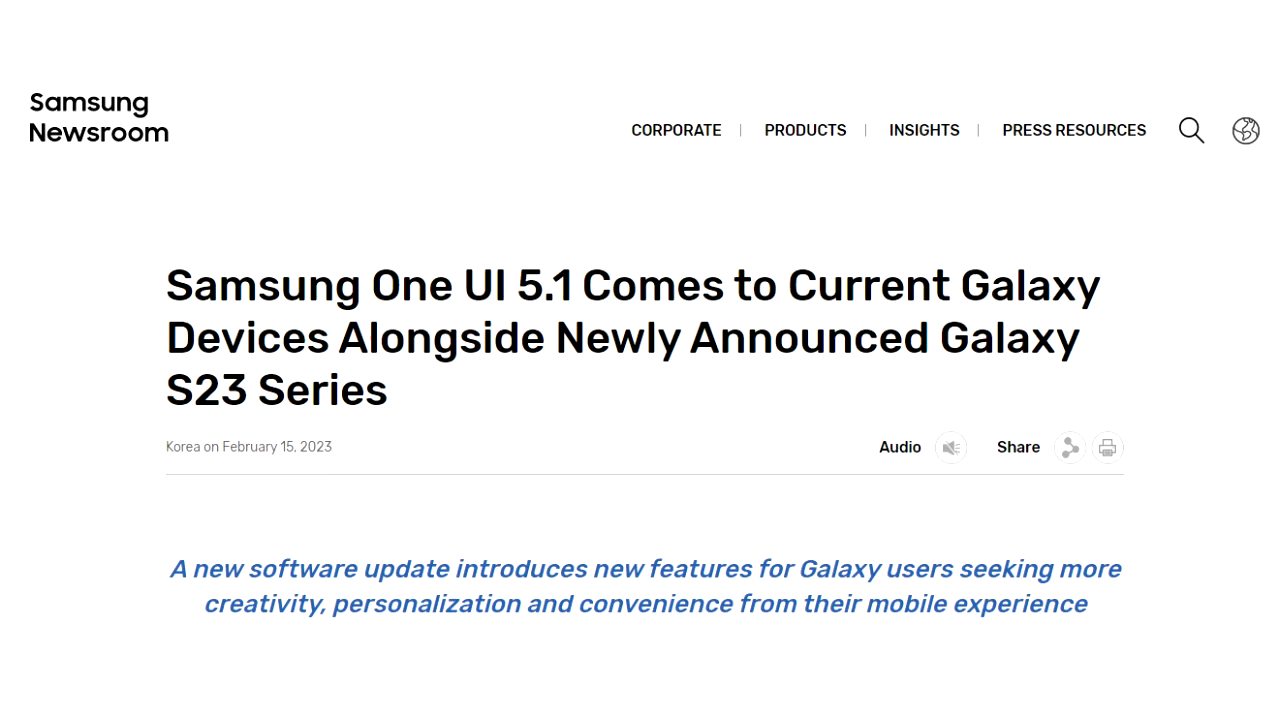 Samsung
Newsroom
CORPORATE | PRODUCTS | INSIGHTS | PRESS RESOURCES
Samsung One UI 5.1 Comes to Current Galaxy
Devices Alongside Newly Announced Galaxy
S23 Series
Korea on February 15, 2023
Audio Share
A new software update introduces new features for Galaxy users seeking more
creativity, personalization and convenience from their mobile experience